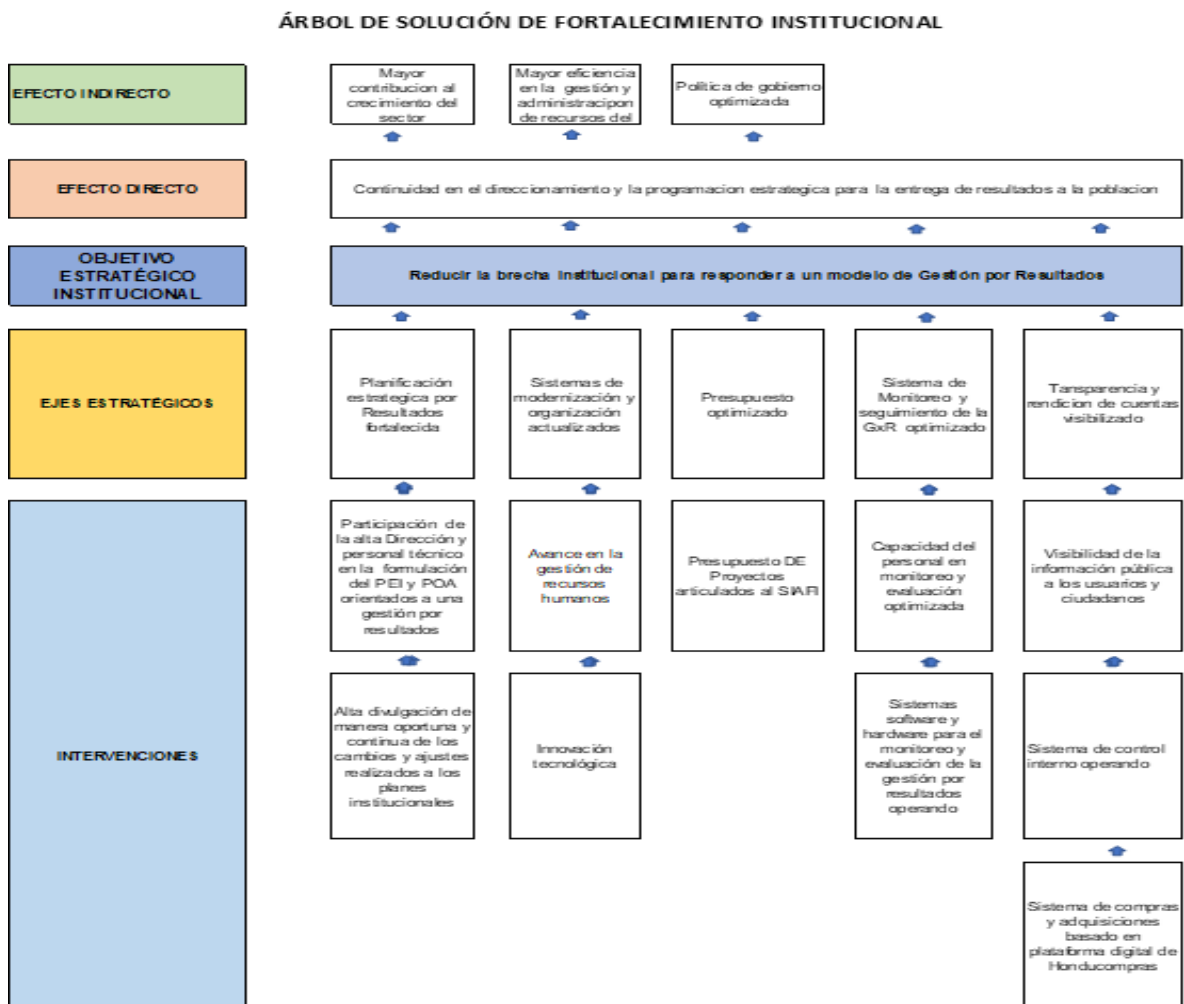 ÁRBOL DE SOLUCIÓN DE FORTALECIMIENTO INSTITUCIONAL
EFECTO INDIRECTO
Mayor
contribucion al
crecimiento del
sector
Mayor eficiencia
en la gestión y
administracipon
de recursos del
Política de gobierno
optimizada
EFECTO DIRECTO
Continuidad en el direccionamiento y la programacion estrategica para la entrega de resultados a la poblacion
OBJETIVO
ESTRATÉGICO
INSTITUCIONAL
Reducir la brecha Institucional para responder a un modelo de Gestión por Resultados
EJES ESTRATÉGICOS
Planificación
estrategica por
Resultados
fortalecida
Sistemas de
modernización y
organización
actualizados
Presupuesto
optimizado
Sistema de
Monitoreo y
seguimiento de la
GxR optimizado
Tansparencia y
rendicion de cuentas
visibilizado
INTERVENCIONES
Participación de
la alta Dirección y
personal técnico
en la formulación
del PEI y POA
orientados a una
gestión por
resultados
Avance en la
gestión de
recursos
humanos
Presupuesto DE
Proyectos
articulados al SIAFI
Capacidad del
personal en
monitoreo y
evaluación
optimizada
Visibilidad de la
información pública
a los usuarios y
ciudadanos
Alta divulgación de
manera oportuna y
continua de los
cambios y ajustes
realizados a los
planes
institucionales
Innovación
tecnológica
Sistemas
software y
hardware para el
monitoreo y
evaluación de la
gestión por
resultados
operando
Sistema de control
interno operando
Sistema de compras
y adquisiciones
basado en
plataforma digital de
Honducompras